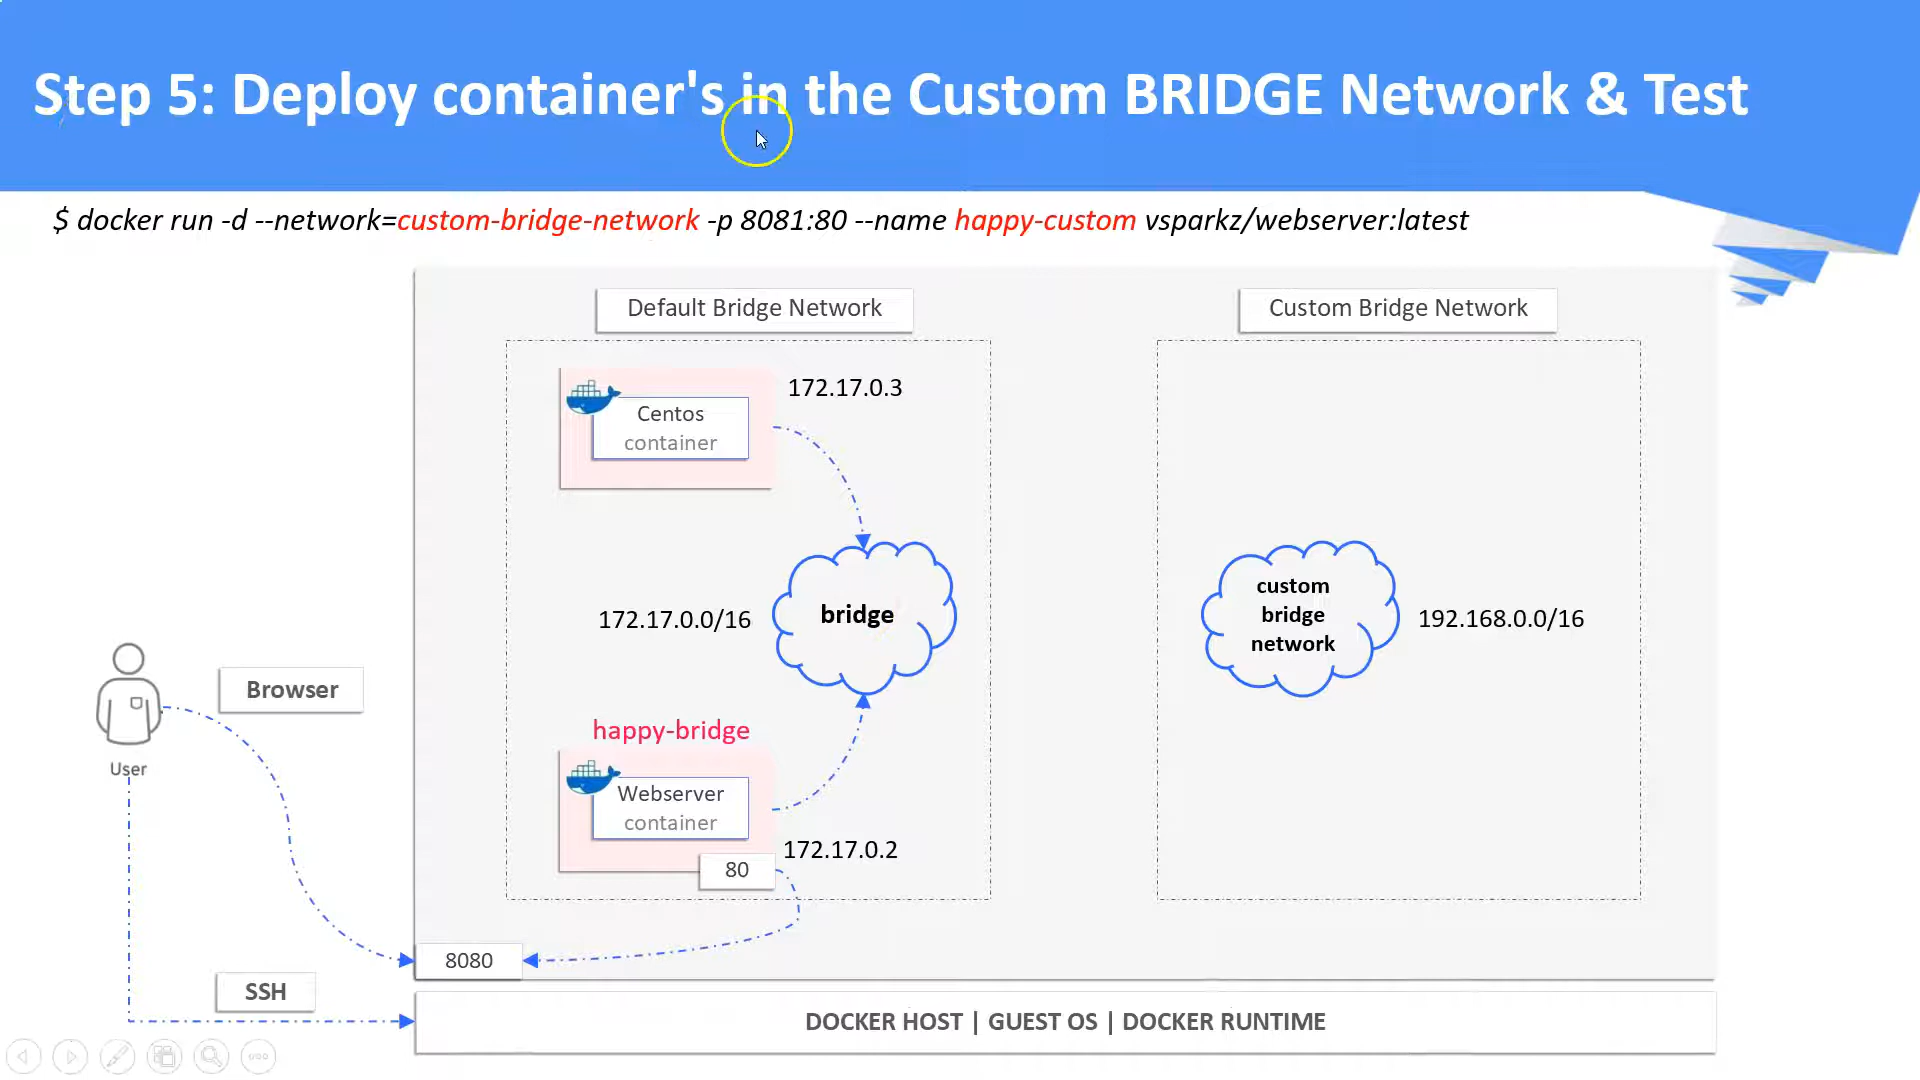 Step 5: Deploy container's in the Custom BRIDGE Network & Test
$ docker run -d --network=custom-bridge-network -p 8081:80 --name happy-custom vsparkz/webserver:latest
Default Bridge Network
Custom Bridge Network
172.17.0.3
Centos
container
172.17.0.0/16
bridge
custom
bridge
network
192.168.0.0/16
Browser
User
happy-bridge
Webserver
container
172.17.0.2
80
8080
SSH
DOCKER HOST | GUEST OS | DOCKER RUNTIME